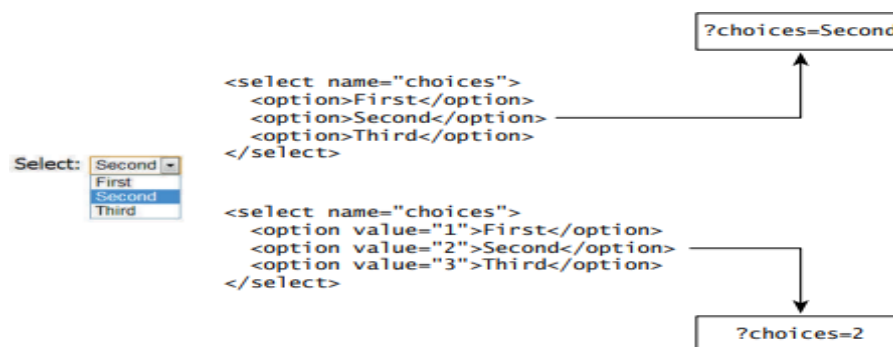 ?choices=Second
<select name="choices">
<option>First</option>
<option>Second</option>
<option>Third</option>
</select>
Select: Second
First
Second
Third
<select name="choices">
<option value="1">First</option>
<option value="2">Second</option>
<option value="3">Third</option>
</select>
?choices=2